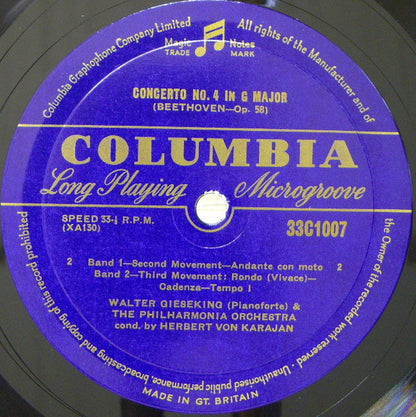 Columbia Graphophone Company Limited
Magic Notes
TRADE MARK
All rights of the Manufacturer and of
the Owner of the recorded work reserved - Unauthorised public performance, broadcasting and copying of this record prohibited
CONCERTO NO. 4 IN G MAJOR
(BEETHOVEN—Op. 58)
COLUMBIA
Long Playing Microgroove
SPEED 33-⅓ R.P.M.
(XA130)
33C1007
2 Band 1—Second Movement—Andante con moto 2
Band 2—Third Movement: Rondo (Vivace)—
Cadenza—Tempo I
WALTER GIESEKING (Pianoforte) &
THE PHILHARMONIA ORCHESTRA
cond. by HERBERT VON KARAJAN
MADE IN GT. BRITAIN